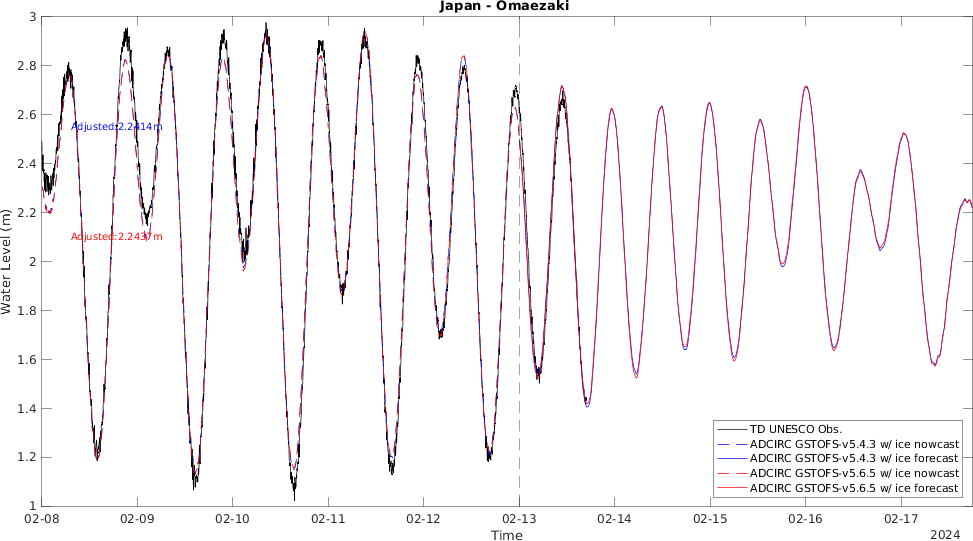 Japan - Omaezaki
3
2.8
2.6
2.4
2.2
2
1.8
1.6
1.4
1.2
1
Water Level (m)
Adjusted:2.2414m
Adjusted:2.2437m
TD UNESCO Obs.
ADCIRC GSTOFS-v5.4.3 w/ ice nowcast
ADCIRC GSTOFS-v5.4.3 w/ ice forecast
ADCIRC GSTOFS-v5.6.5 w/ ice nowcast
ADCIRC GSTOFS-v5.6.5 w/ ice forecast
02-08 02-09 02-10 02-11 02-12 02-13 02-14 02-15 02-16 02-17
Time
2024